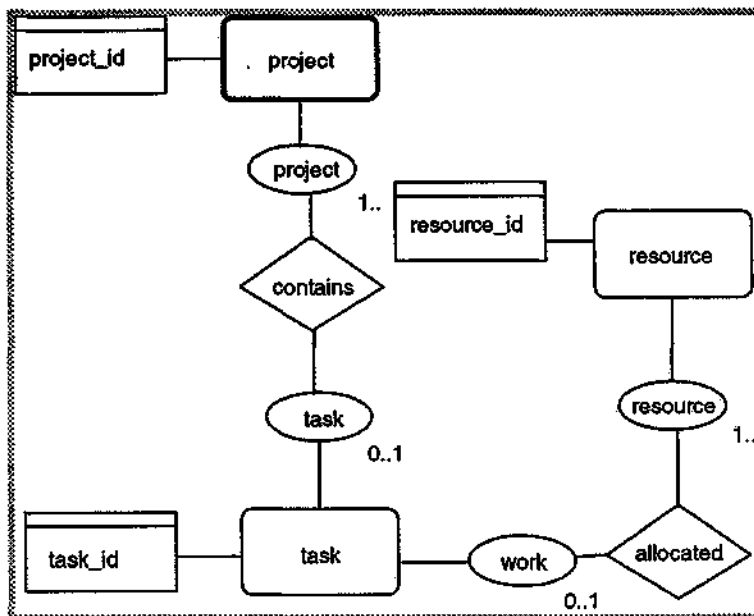 project_id
project
project
1..
contains
resource_id
resource
task
0..1
resource
1..
task_id
task
work
0..1
allocated